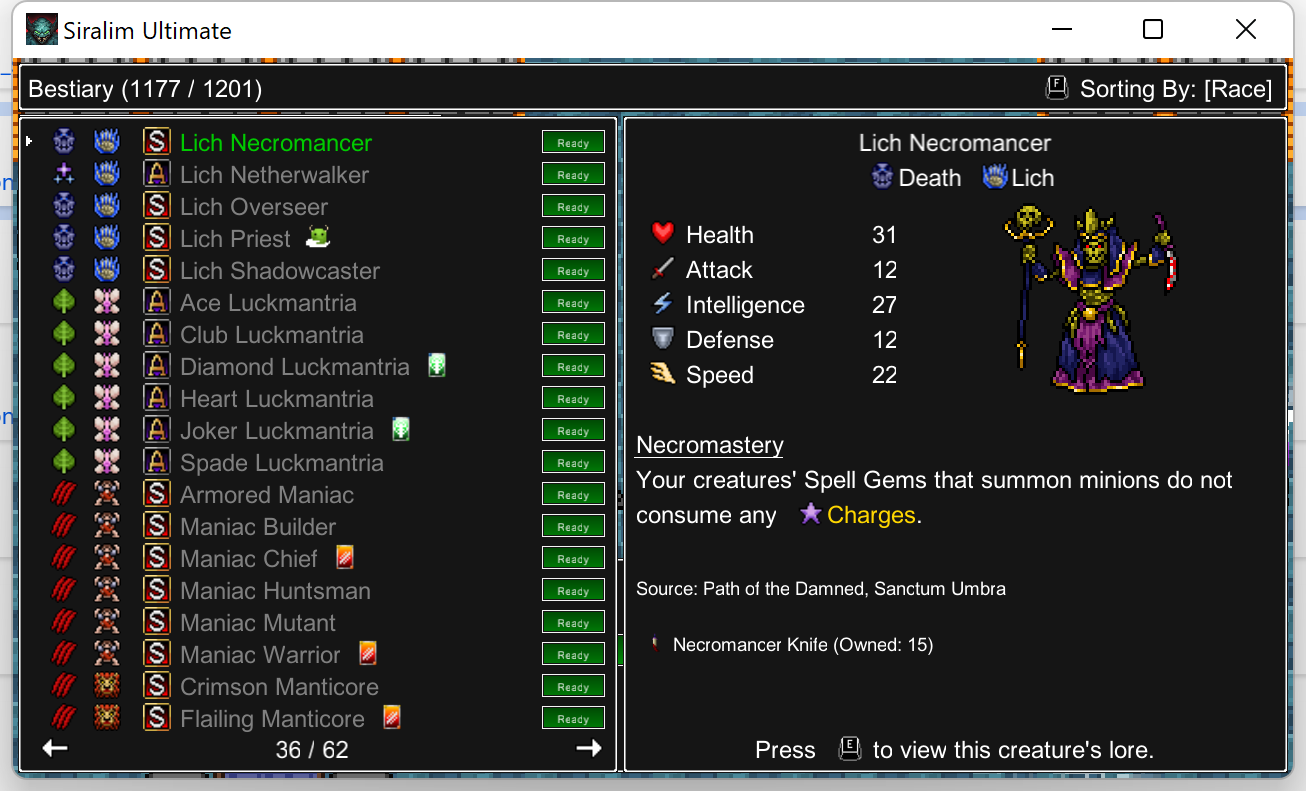 Siralim Ultimate
Bestiary (1177 / 1201)
F Sorting By: [Race]
S Lich Necromancer Ready
A Lich Netherwalker Ready
S Lich Overseer Ready
S Lich Priest Ready
S Lich Shadowcaster Ready
A Ace Luckmantria Ready
A Club Luckmantria Ready
A Diamond Luckmantria Ready
A Heart Luckmantria Ready
A Joker Luckmantria Ready
A Spade Luckmantria Ready
S Armored Maniac Ready
S Maniac Builder Ready
S Maniac Chief Ready
S Maniac Huntsman Ready
S Maniac Mutant Ready
S Maniac Warrior Ready
S Crimson Manticore Ready
S Flailing Manticore Ready
36 / 62
Lich Necromancer
Death Lich
Health 31
Attack 12
Intelligence 27
Defense 12
Speed 22
Necromastery
Your creatures' Spell Gems that summon minions do not
consume any Charges.
Source: Path of the Damned, Sanctum Umbra
Necromancer Knife (Owned: 15)
Press E to view this creature's lore.